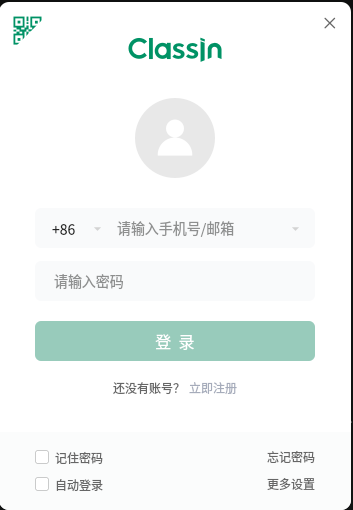 ClassIn
+86 请输入手机号/邮箱
请输入密码
登 录
还没有账号？ 立即注册
记住密码 忘记密码
自动登录 更多设置